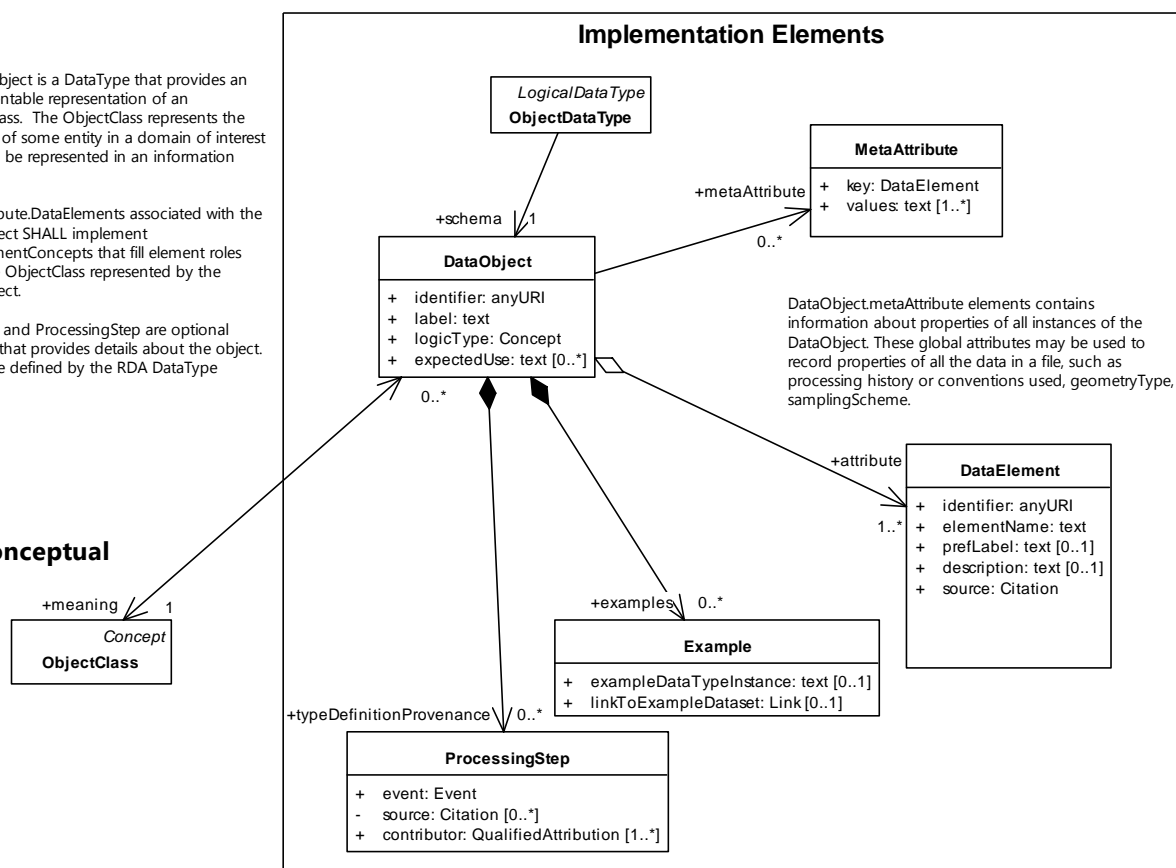 Implementation Elements
bject is a DataType that provides an
ntable representation of an
ass. The ObjectClass represents the
of some entity in a domain of interest
be represented in an information
bute.DataElements associated with the
ect SHALL implement
mentConcepts that fill element roles
ObjectClass represented by the
ect.
and ProcessingStep are optional
that provides details about the object.
e defined by the RDA DataType
LogicalDataType
ObjectDataType
+schema
1
MetaAttribute
+ key: DataElement
+ values: text [1..*]
+metaAttribute
0..*
DataObject
+ identifier: anyURI
+ label: text
+ logicType: Concept
+ expectedUse: text [0..*]
0..*
DataObject.metaAttribute elements contains
information about properties of all instances of the
DataObject. These global attributes may be used to
record properties of all the data in a file, such as
processing history or conventions used, geometryType,
samplingScheme.
+attribute
1..*
DataElement
+ identifier: anyURI
+ elementName: text
+ prefLabel: text [0..1]
+ description: text [0..1]
+ source: Citation
onceptual
+meaning
1
Concept
ObjectClass
+examples
0..*
Example
+ exampleDataTypeInstance: text [0..1]
+ linkToExampleDataset: Link [0..1]
+typeDefinitionProvenance
0..*
ProcessingStep
+ event: Event
- source: Citation [0..*]
+ contributor: QualifiedAttribution [1..*]